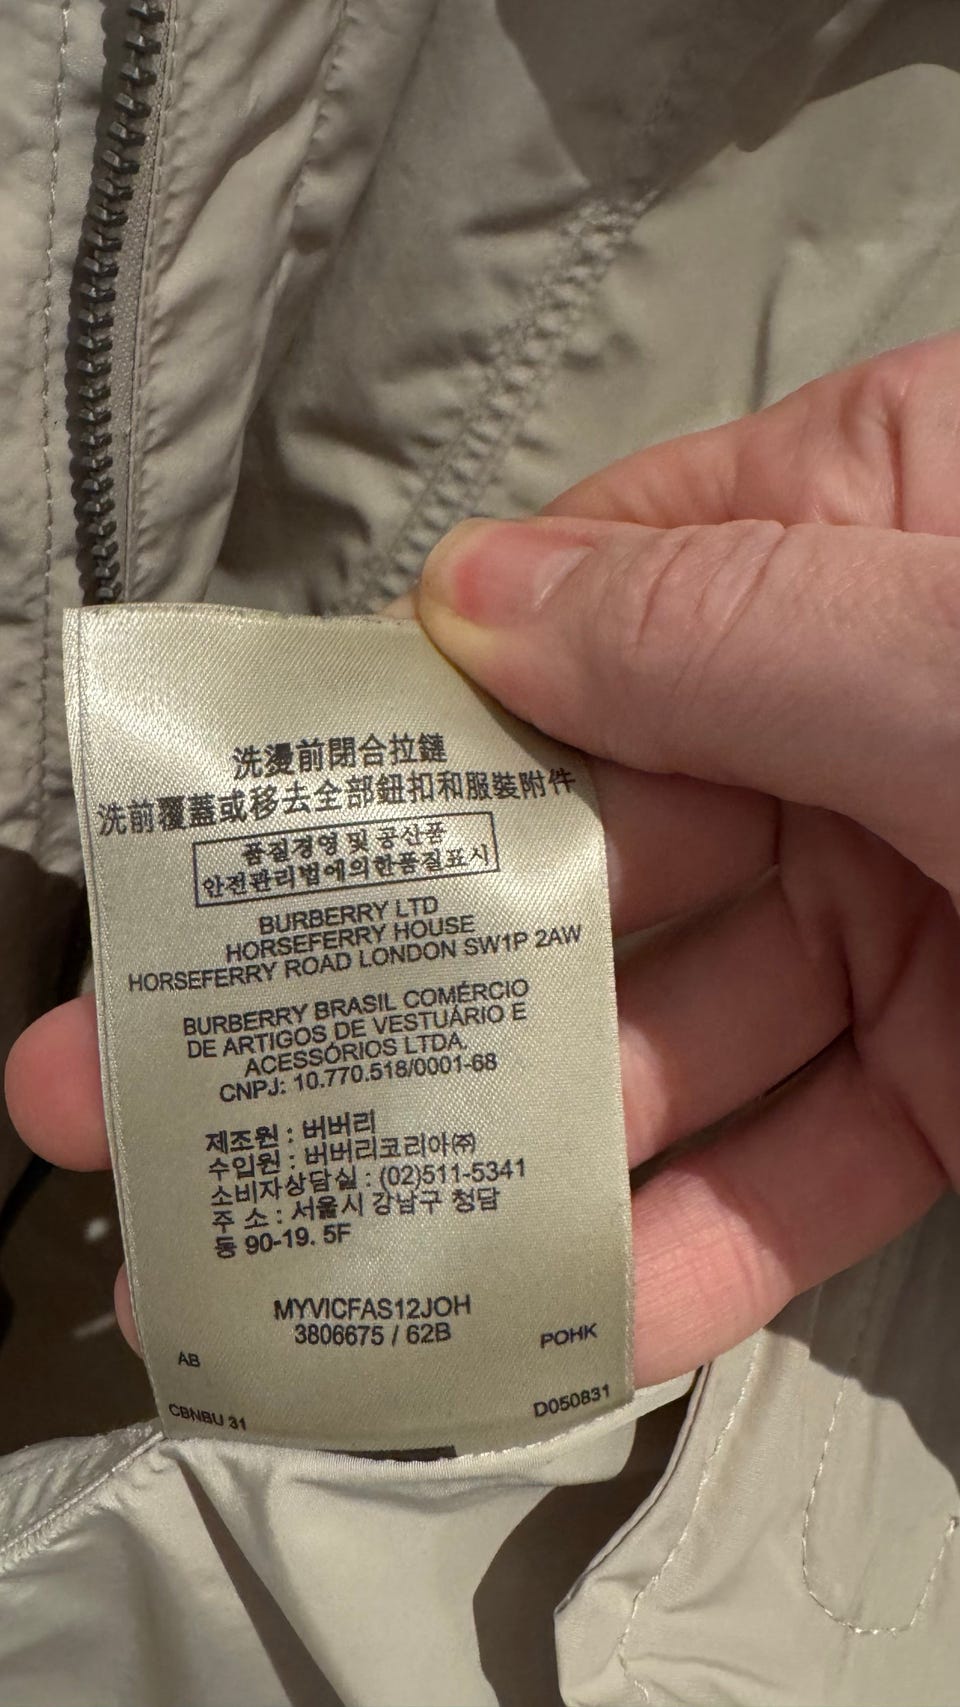 洗燙前閉合拉鏈
洗前覆蓋或移去全部鈕扣和服裝附件
품질경영 및 공산품
안전관리법에의한품질표시
BURBERRY LTD
HORSEFERRY HOUSE
HORSEFERRY ROAD LONDON SW1P 2AW
BURBERRY BRASIL COMÉRCIO
DE ARTIGOS DE VESTUÁRIO E
ACESSÓRIOS LTDA.
CNPJ: 10.770.518/0001-68
제조원 : 버버리
수입원 : 버버리코리아㈜
소비자상담실 : (02)511-5341
주 소 : 서울시 강남구 청담
동 90-19. 5F
MYVICFAS12JOH
3806675 / 62B
AB
POHK
CBNBU 31
D050831